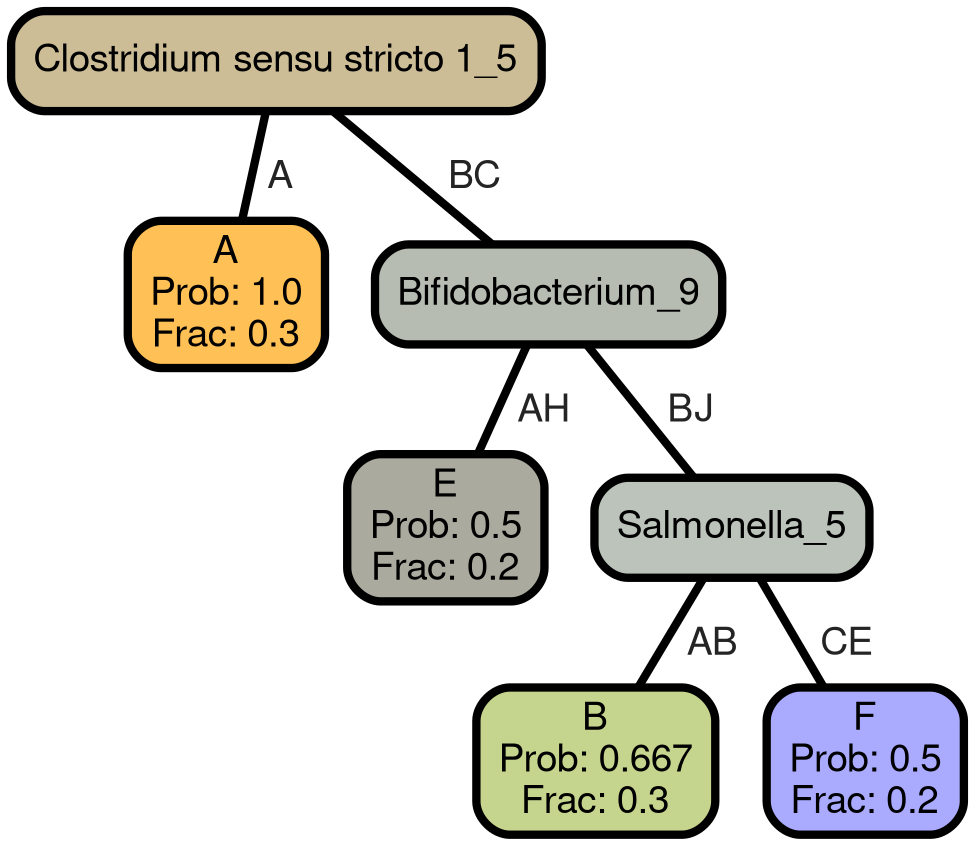 Clostridium sensu stricto 1_5
A
BC
A
Prob: 1.0
Frac: 0.3
Bifidobacterium_9
AH
BJ
E
Prob: 0.5
Frac: 0.2
Salmonella_5
AB
CE
B
Prob: 0.667
Frac: 0.3
F
Prob: 0.5
Frac: 0.2